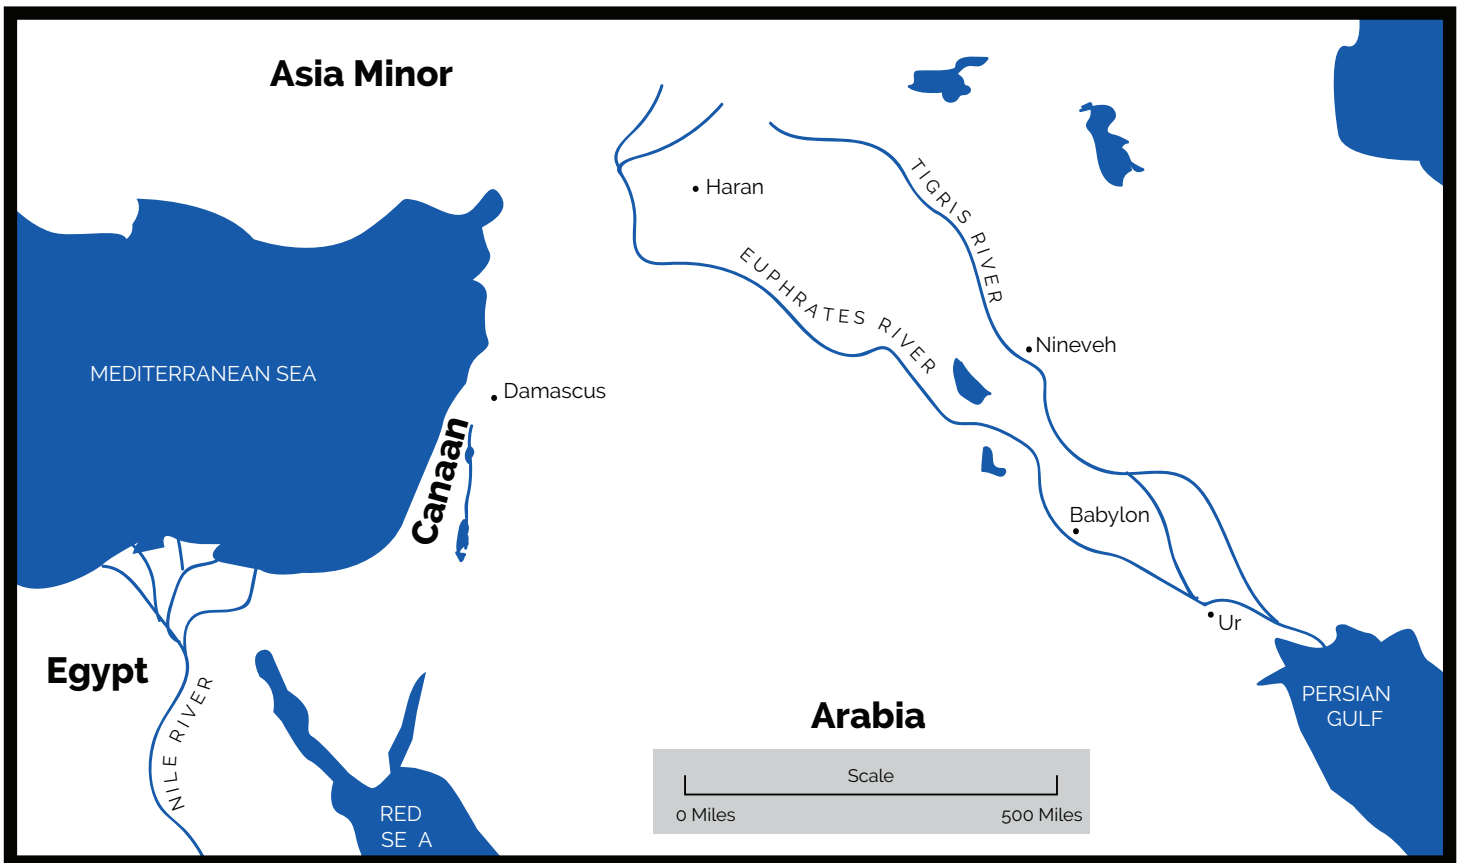 Asia Minor
TIGRIS RIVER
Haran
EUPHRATES RIVER
Nineveh
MEDITERRANEAN SEA
Damascus
Canaan
Babylon
Ur
Egypt
NILE RIVER
PERSIAN
GULF
Arabia
Scale
0 Miles
500 Miles
RED
SE A